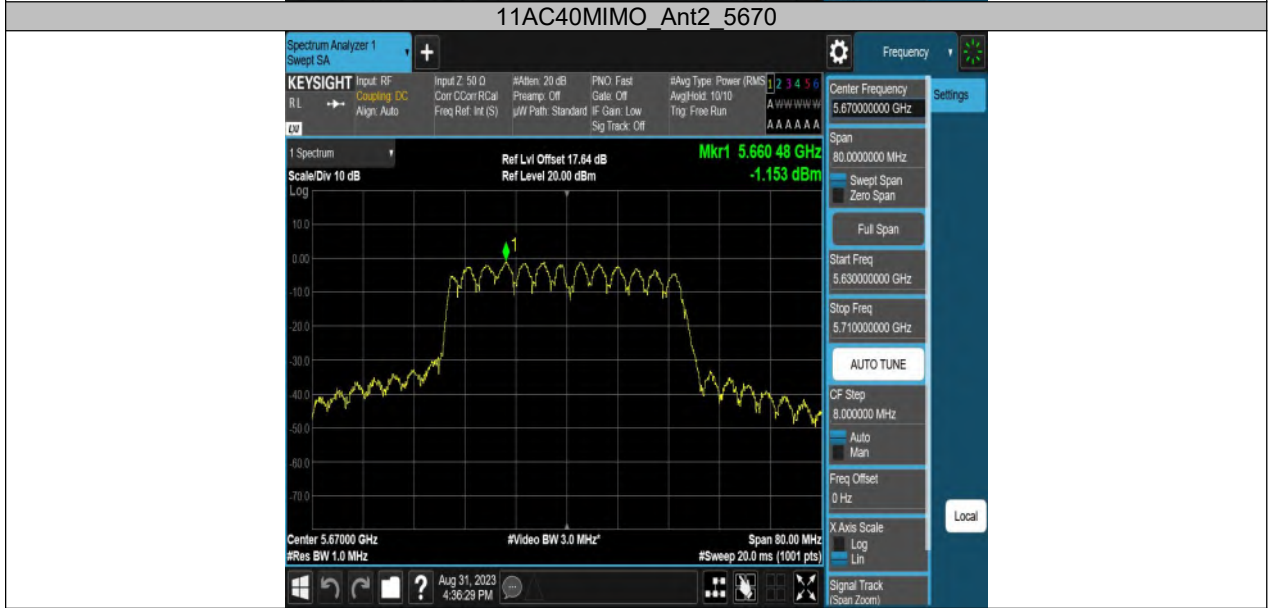 11AC40MIMO_Ant2_5670
Spectrum Analyzer 1
Swept SA
+
Frequency
KEYSIGHT
RL
LXI
Input: RF
Coupling: DC
Align: Auto
Input Z: 50 Ω
Corr CCorr RCal
Freq Ref: Int (S)
#Atten: 20 dB
Preamp: Off
µW Path: Standard
PNO: Fast
Gate: Off
IF Gain: Low
Sig Track: Off
#Avg Type: Power (RMS
Avg|Hold: 10/10
Trig: Free Run
1 2 3 4 5 6
A W W W W W
A A A A A A
1 Spectrum
Scale/Div 10 dB
Log
Ref Lvl Offset 17.64 dB
Ref Level 20.00 dBm
Mkr1 5.660 48 GHz
-1.153 dBm
10.0
0.00
-10.0
-20.0
-30.0
-40.0
-50.0
-60.0
-70.0
1
Center 5.67000 GHz
#Res BW 1.0 MHz
#Video BW 3.0 MHz*
Span 80.00 MHz
#Sweep 20.0 ms (1001 pts)
?
Aug 31, 2023
4:36:29 PM
Center Frequency
5.670000000 GHz
Settings
Span
80.0000000 MHz
Swept Span
Zero Span
Full Span
Start Freq
5.630000000 GHz
Stop Freq
5.710000000 GHz
AUTO TUNE
CF Step
8.000000 MHz
Auto
Man
Freq Offset
0 Hz
X Axis Scale
Log
Lin
Local
Signal Track
(Span Zoom)